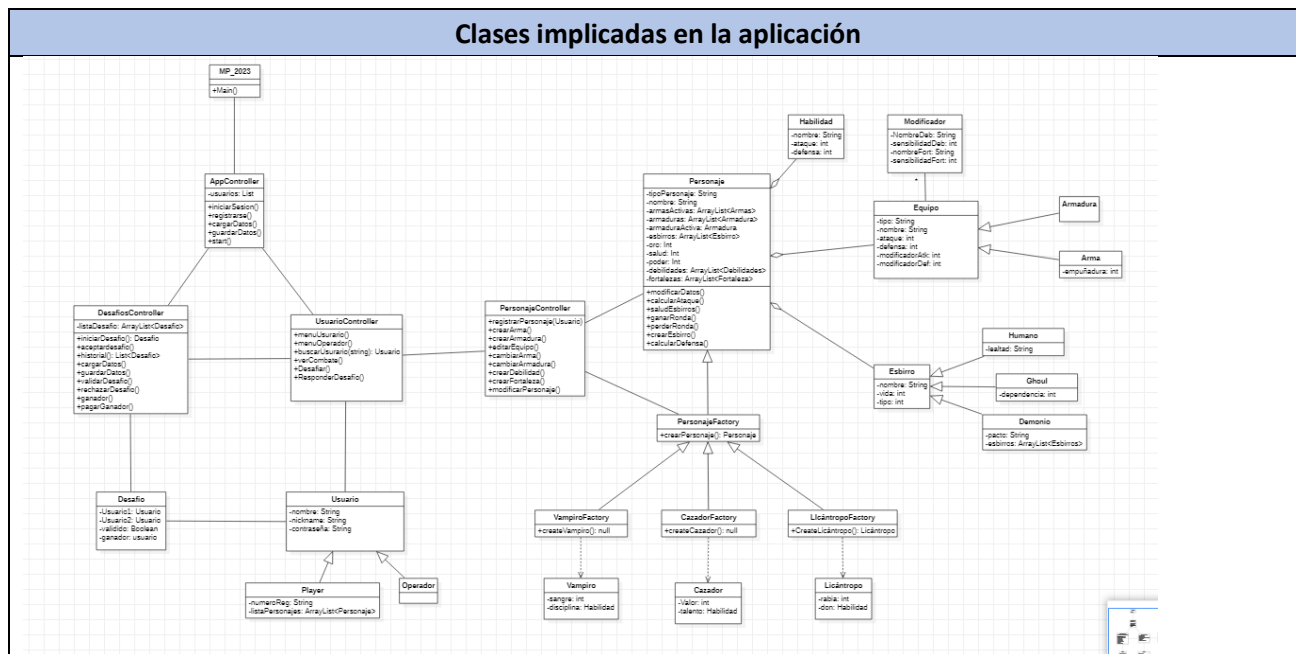 Clases implicadas en la aplicación
MP_2023
+Main()
AppController
-usuarios: List
+iniciarSesion()
+registrarse()
+cargarDatos()
+guardarDatos()
+start()
DesafiosController
-listaDesafio: ArrayList<Desafio>
+iniciarDesafio(): Desafio
+aceptardesafio()
+historial(): List<Desafio>
+cargarDatos()
+guardarDatos()
+validarDesafio()
+rechazarDesafio()
+ganador()
+pagarGanador()
UsuarioController
+menuUsurario()
+menuOperador()
+buscarUsurario(string): Usuario
+verCombate()
+Desafiar()
+ResponderDesafio()
PersonajeController
+registrarPersonaje(Usuario)
+crearArma()
+crearArmadura()
+editarEquipo()
+cambiarArma()
+cambiarArmadura()
+crearDebilidad()
+crearFortaleza()
+modificarPersonaje()
Personaje
-tipoPersonaje: String
-nombre: String
-armasActivas: ArrayList<Armas>
-armaduras: ArrayList<Armadura>
-armaduraActiva: Armadura
-esbirros: ArrayList<Esbirro>
-oro: Int
-salud: Int
-poder: Int
-debilidades: ArrayList<Debilidades>
-fortalezas: ArrayList<Fortaleza>
+modificarDatos()
+calcularAtaque()
+saludEsbirros()
+ganarRonda()
+perderRonda()
+crearEsbirro()
+calcularDefensa()
Habilidad
-nombre: String
-ataque: int
-defensa: int
Modificador
-NombreDeb: String
-sensibilidadDeb: int
-nombreFort: String
-sensibilidadFort: int
*
Equipo
-tipo: String
-nombre: String
-ataque: int
-defensa: int
-modificadorAtk: int
-modificadorDef: int
Armadura
Arma
-empuñadura: int
Esbirro
-nombre: String
-vida: int
-tipo: int
Humano
-lealtad: String
Ghoul
-dependencia: int
Demonio
-pacto: String
-esbirros: ArrayList<Esbirros>
PersonajeFactory
+crearPersonaje(): Personaje
Desafio
-Usuario1: Usuario
-Usuario2: Usuario
-validido: Boolean
-ganador: usuario
Usuario
-nombre: String
-nickname: String
-contraseña: String
VampiroFactory
+createVampiro(): null
CazadorFactory
+createCazador(): null
LIcántropoFactory
+CreateLicántropo(): Licántropo
Player
-numeroReg: String
-listaPersonajes: ArrayList<Personaje>
Operador
Vampiro
-sangre: int
-disciplina: Habilidad
Cazador
-Valor: int
-talento: Habilidad
Licántropo
-rabia: int
-don: Habilidad